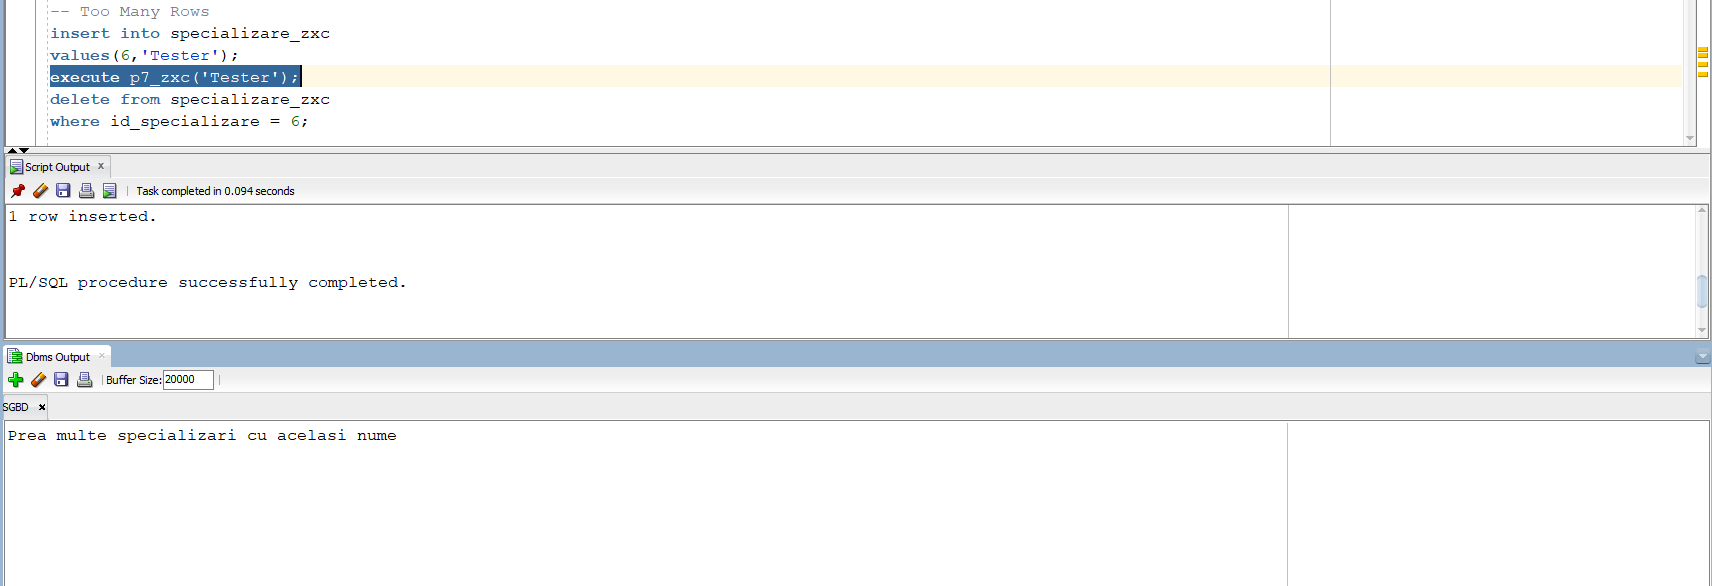 -- Too Many Rows
insert into specializare_zxc
values(6,'Tester');
execute p7_zxc('Tester');
delete from specializare_zxc
where id_specializare = 6;
Script Output x
Task completed in 0.094 seconds
1 row inserted.
PL/SQL procedure successfully completed.
Dbms Output x
Buffer Size: 20000
SGBD x
Prea multe specializari cu acelasi nume